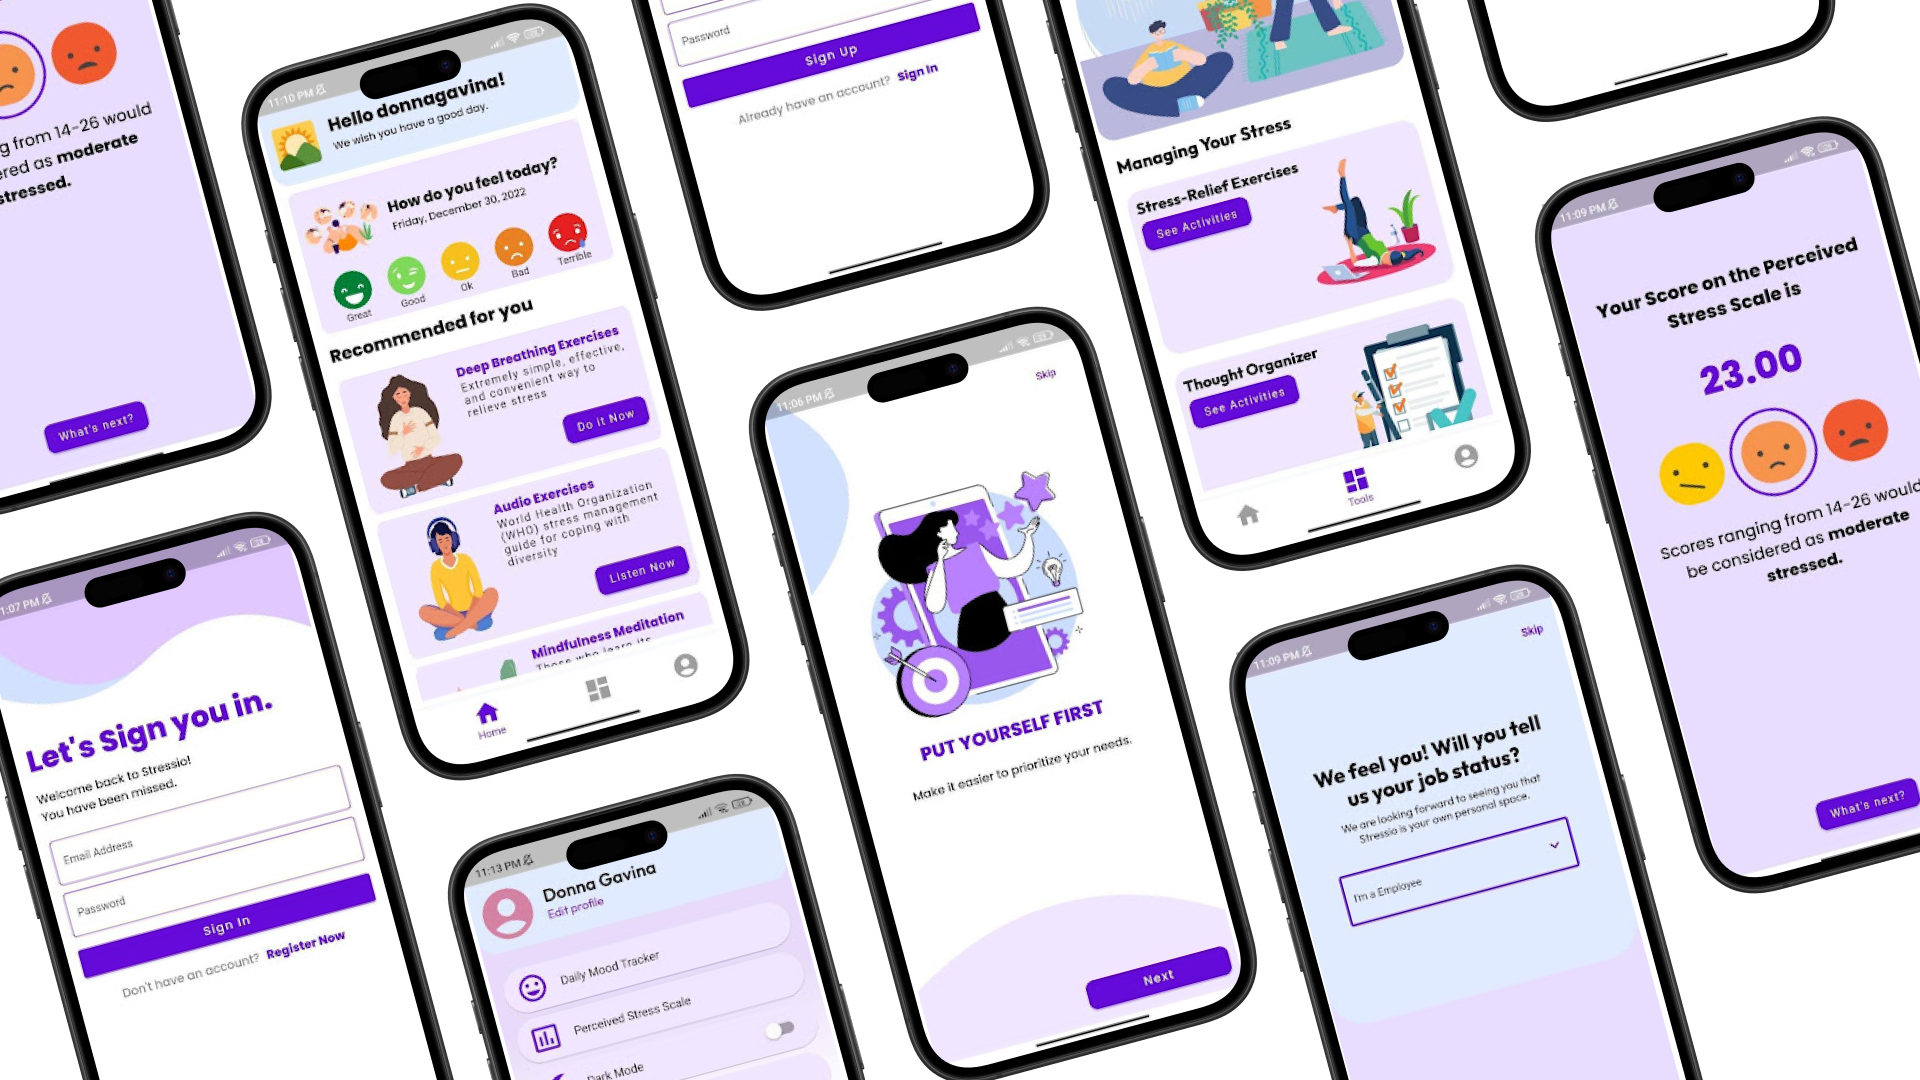 g from 14-26 would
ered as moderate
stressed.
What's next?
1:07 PM
Let's Sign you in.
Welcome back to Stressio!
You have been missed.
Email Address
Password
Sign In
Don't have an account? Register Now
11:10 PM
Hello donnagavina!
We wish you have a good day.
How do you feel today?
Friday, December 30, 2022
Great
Good
Ok
Bad
Terrible
Recommended for you
Deep Breathing Exercises
Extremely simple, effective,
and convenient way to
relieve stress
Do it Now
Audio Exercises
World Health Organization
(WHO) stress management
guide for coping with
diversity
Listen Now
Mindfulness Meditation
Those who learn its
Home
11:13 PM
Donna Gavina
Edit profile
Daily Mood Tracker
Perceived Stress Scale
Dark Mode
Password
Sign Up
Already have an account? Sign In
11:06 PM
Skip
PUT YOURSELF FIRST
Make it easier to prioritize your needs.
Next
Managing Your Stress
Stress-Relief Exercises
See Activities
Thought Organizer
See Activities
Tools
11:09 PM
Skip
We feel you! Will you tell
us your job status?
We are looking forward to seeing you that
Stressio is your own personal space.
I'm a Employee
11:09 PM
Your Score on the Perceived
Stress Scale is
23.00
Scores ranging from 14-26 would
be considered as moderate
stressed.
What's next?